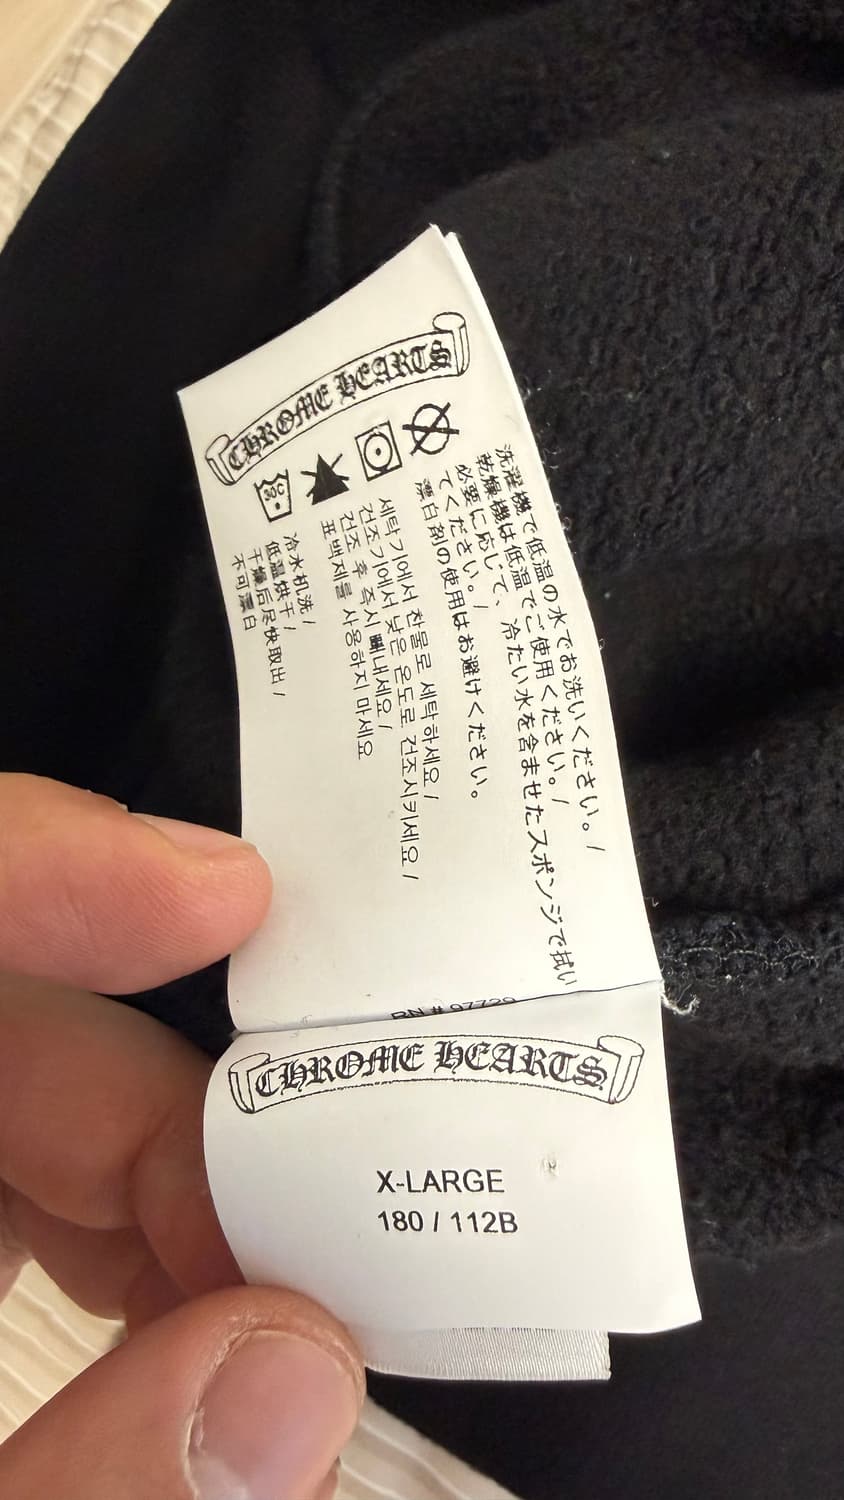 CHROME HEARTS
30C
洗濯機で低温の水でお洗いください。/
乾燥機は低温でご使用ください。/
必要に応じて、冷たい水を含ませたスポンジで拭い
てください。/
漂白剤の使用はお避けください。
세탁기에서 찬물로 세탁하세요/
건조기에서 낮은 온도로 건조시키세요/
건조 후 즉시 빼내세요/
표백제를 사용하지 마세요
冷水机洗/
低温烘干/
干燥后尽快取出/
不可漂白
RN # 97729
CHROME HEARTS
X-LARGE
180 / 112B